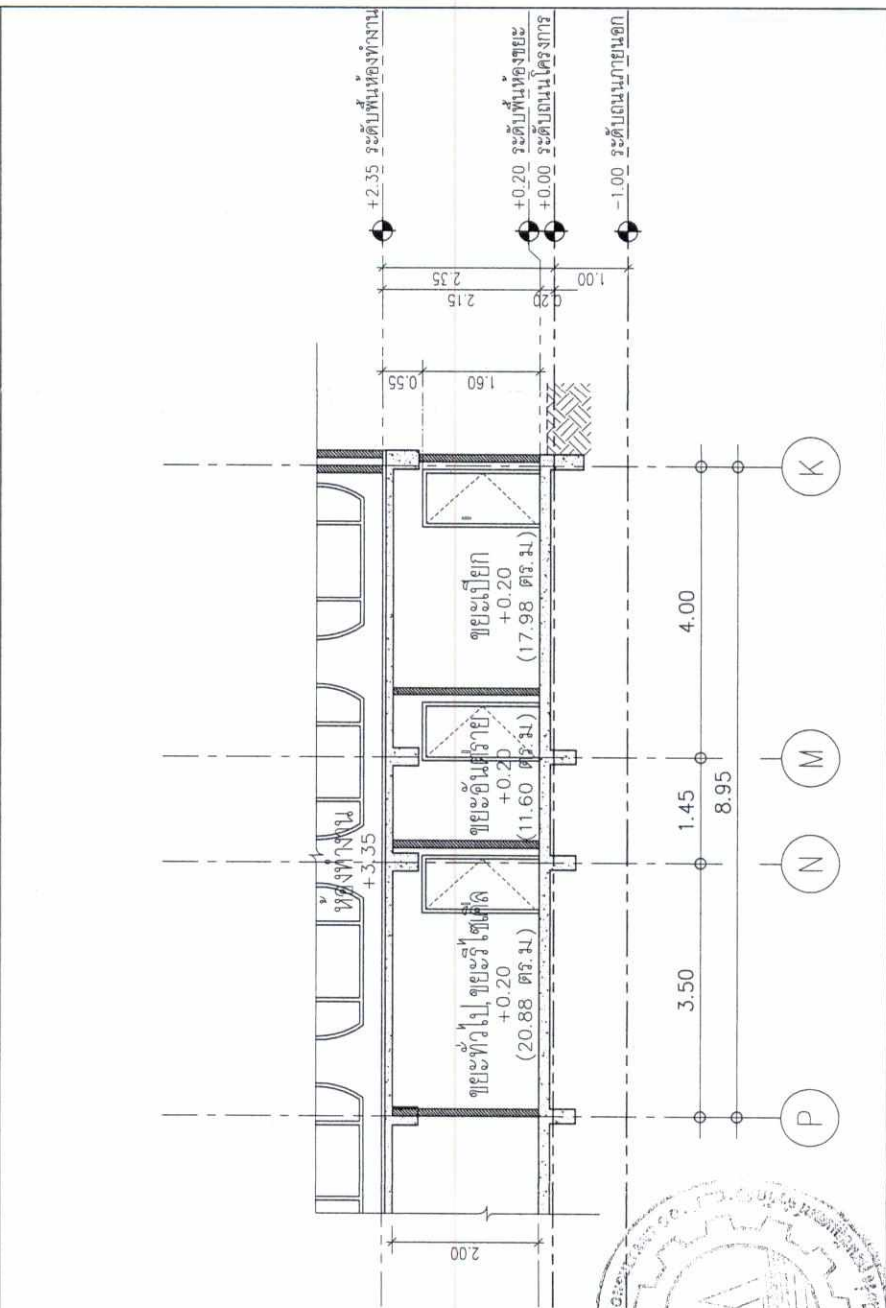 +2.35 ระดับพื้นห้องทำงาน
+0.20 ระดับพื้นห้องขยะ
+0.00 ระดับถนนโครงการ
-1.00 ระดับถนนภายนอก
2.35
1.00
2.15
0.20
0.55
1.60
ห้องทำงาน
+3.35
ขยะทั่วไป,ขยะรีไซเคิล
+0.20
(20.88 ตร.ม)
ขยะอันตราย
+0.20
(11.60 ตร.ม)
ขยะเปียก
+0.20
(17.98 ตร.ม)
2.00
3.50
1.45
4.00
8.95
P
N
M
K